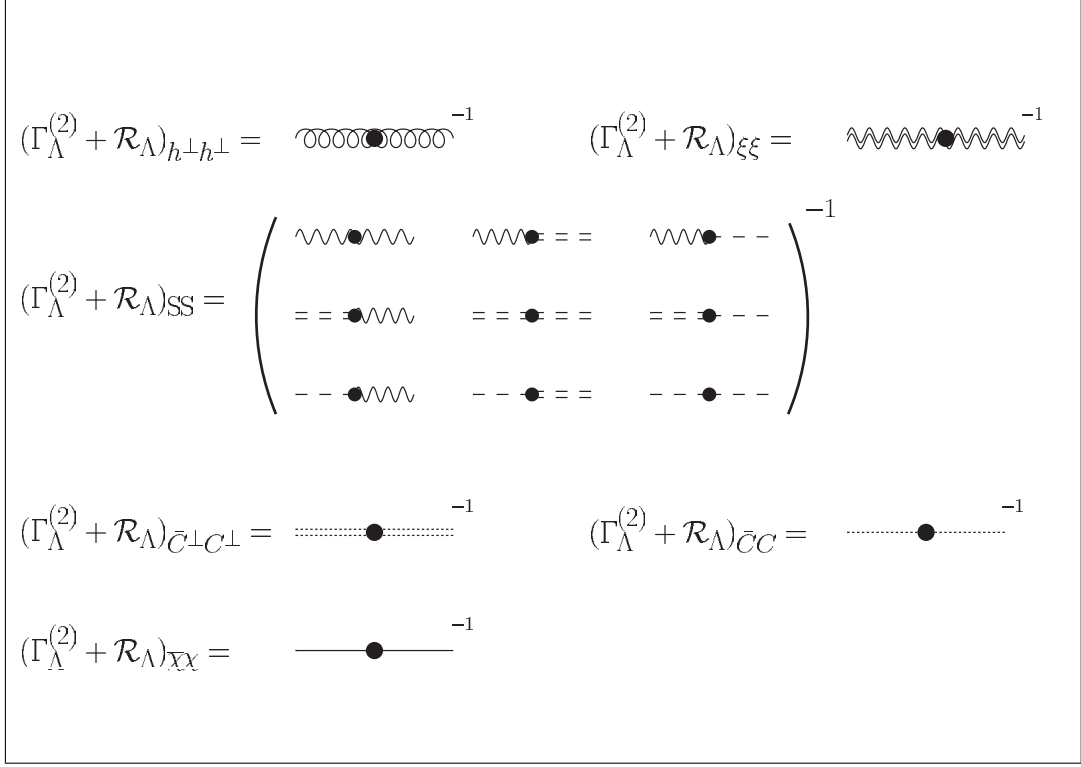 (Γ_Λ^(2) + ℛ_Λ)_{h^⊥h^⊥} = ^{-1} (Γ_Λ^(2) + ℛ_Λ)_{ξξ} = ^{-1}
(Γ_Λ^(2) + ℛ_Λ)_{SS} = ( )^{-1}
(Γ_Λ^(2) + ℛ_Λ)_{C̄^⊥C^⊥} = ^{-1} (Γ_Λ^(2) + ℛ_Λ)_{C̄C} = ^{-1}
(Γ_Λ^(2) + ℛ_Λ)_{χ̄χ} = ^{-1}